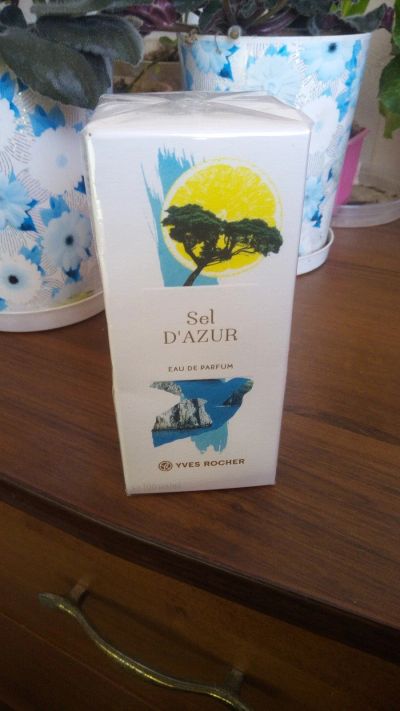 Sel
D'AZUR
EAU DE PARFUM
YVES ROCHER